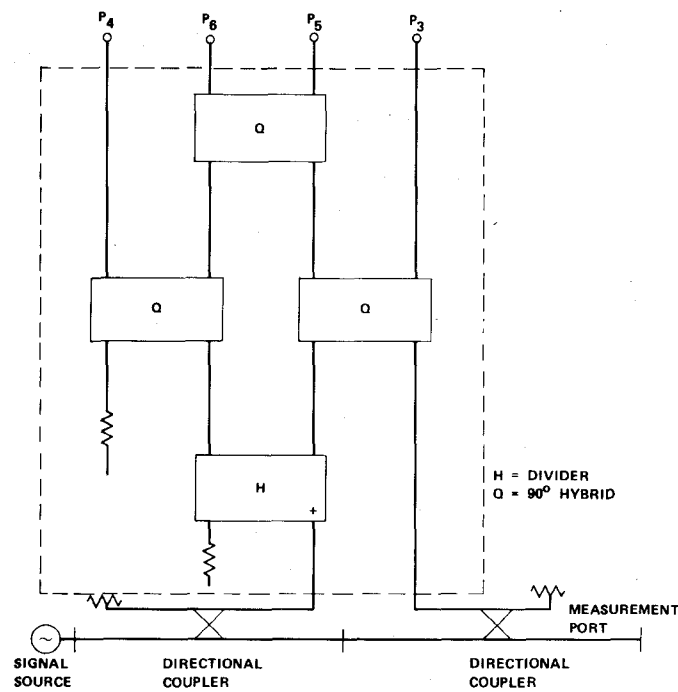 P4 P6 P5 P3
Q
Q Q
H
+
H = DIVIDER
Q = 90° HYBRID
MEASUREMENT
PORT
~
SIGNAL
SOURCE
DIRECTIONAL
COUPLER
DIRECTIONAL
COUPLER